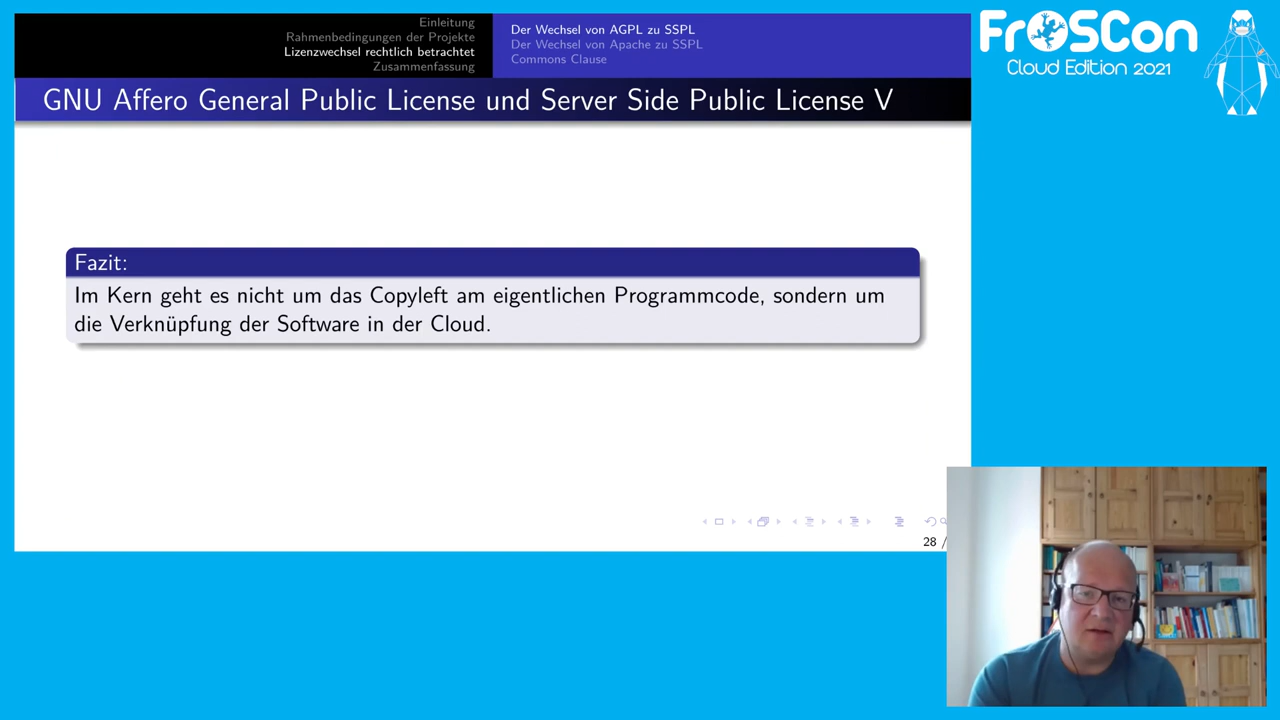 Einleitung
Rahmenbedingungen der Projekte
Lizenzwechsel rechtlich betrachtet
Zusammenfassung
Der Wechsel von AGPL zu SSPL
Der Wechsel von Apache zu SSPL
Commons Clause
FrOSCon
Cloud Edition 2021
GNU Affero General Public License und Server Side Public License V
Fazit:
Im Kern geht es nicht um das Copyleft am eigentlichen Programmcode, sondern um
die Verknüpfung der Software in der Cloud.
28 /